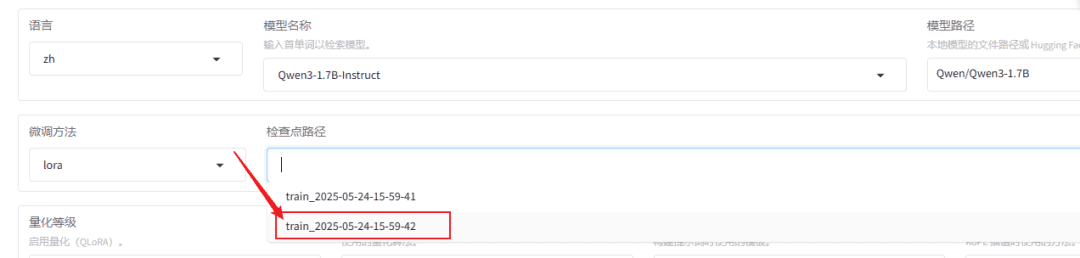 语言
模型名称
模型路径
输入首单词以检索模型。
本地模型的文件路径或 Hugging Fa
zh
Qwen3-1.7B-Instruct
Qwen/Qwen3-1.7B
微调方法
检查点路径
lora
train_2025-05-24-15-59-41
train_2025-05-24-15-59-42
量化等级
启用量化（QLoRA）。